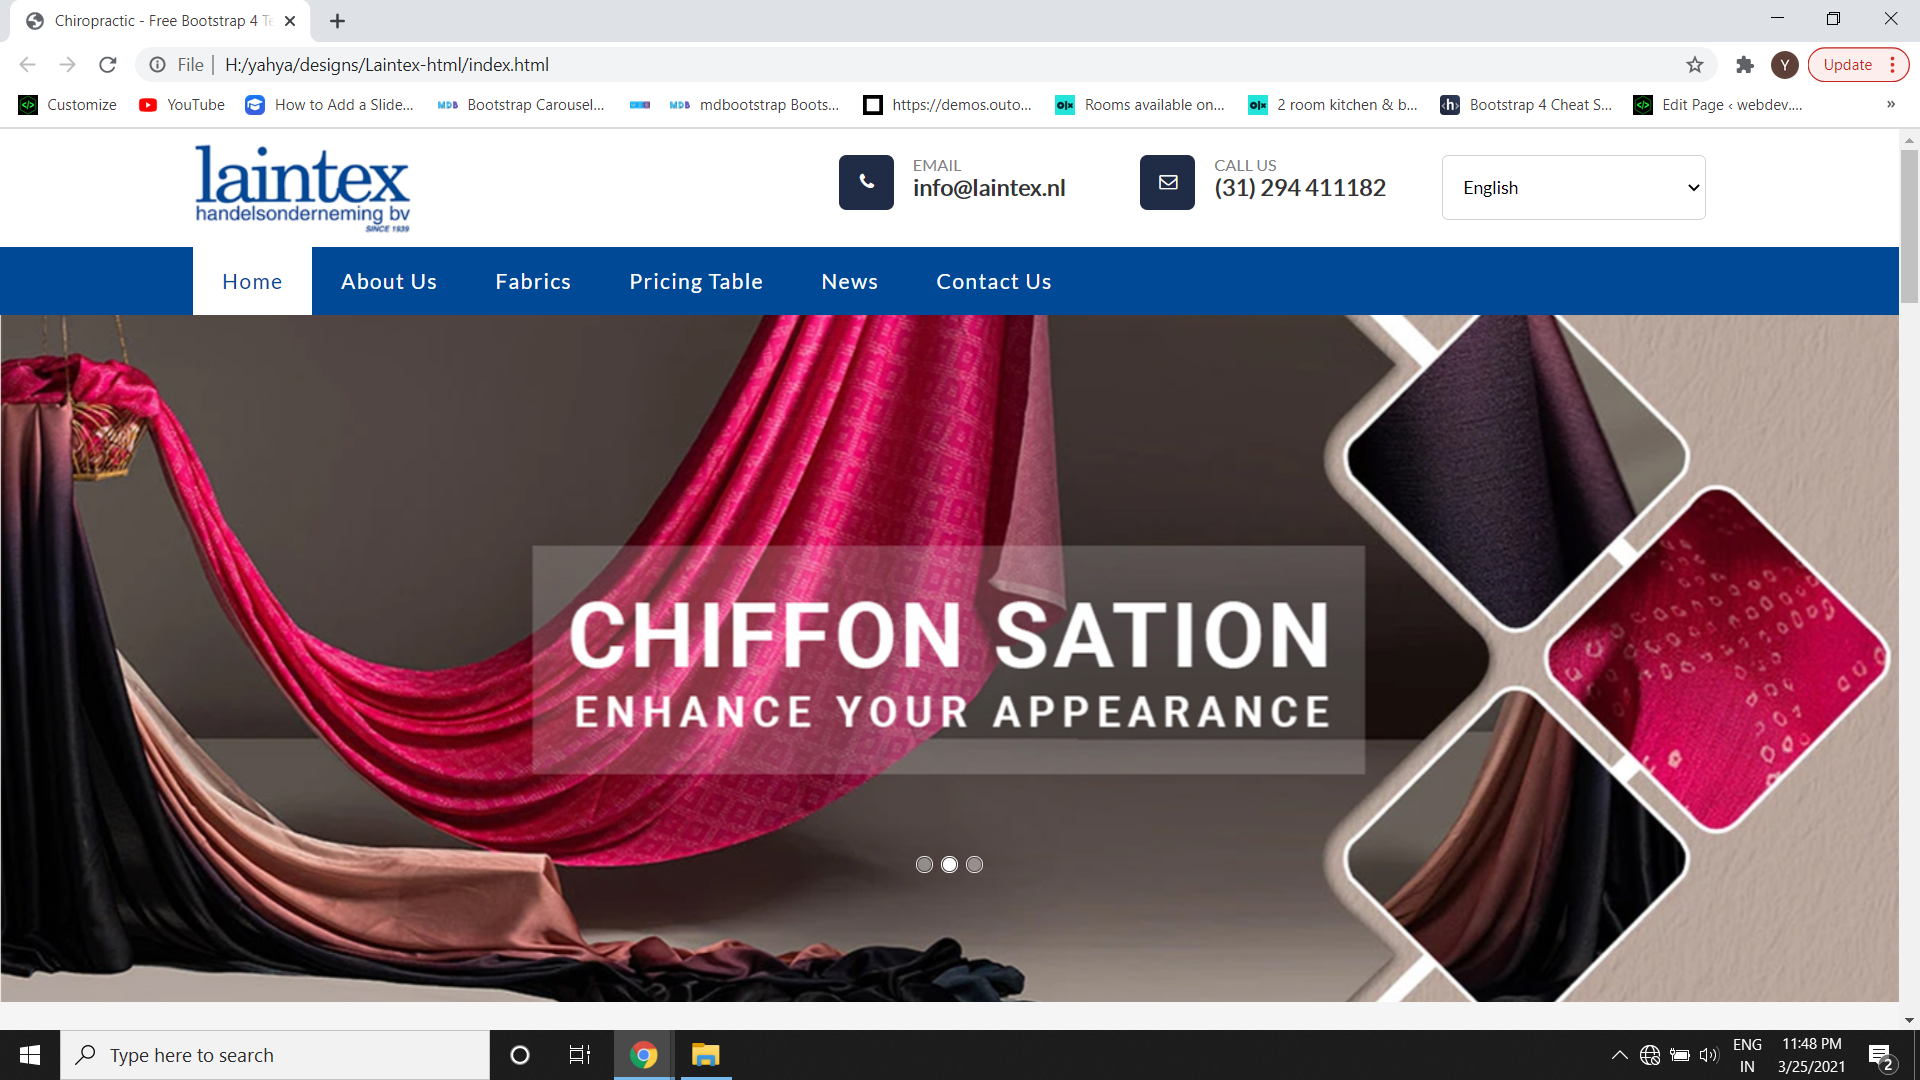 Chiropractic - Free Bootstrap 4 Te
File | H:/yahya/designs/Laintex-html/index.html
Y
Update
Customize
YouTube
How to Add a Slide...
MDB Bootstrap Carousel...
MDB mdbootstrap Boots...
https://demos.outo...
olx Rooms available on...
olx 2 room kitchen & b...
<h> Bootstrap 4 Cheat S...
</> Edit Page ‹ webdev....
»
laintex
handelsonderneming bv
SINCE 1939
EMAIL
info@laintex.nl
CALL US
(31) 294 411182
English
Home
About Us
Fabrics
Pricing Table
News
Contact Us
CHIFFON SATION
ENHANCE YOUR APPEARANCE
Type here to search
ENG
IN
11:48 PM
3/25/2021
2